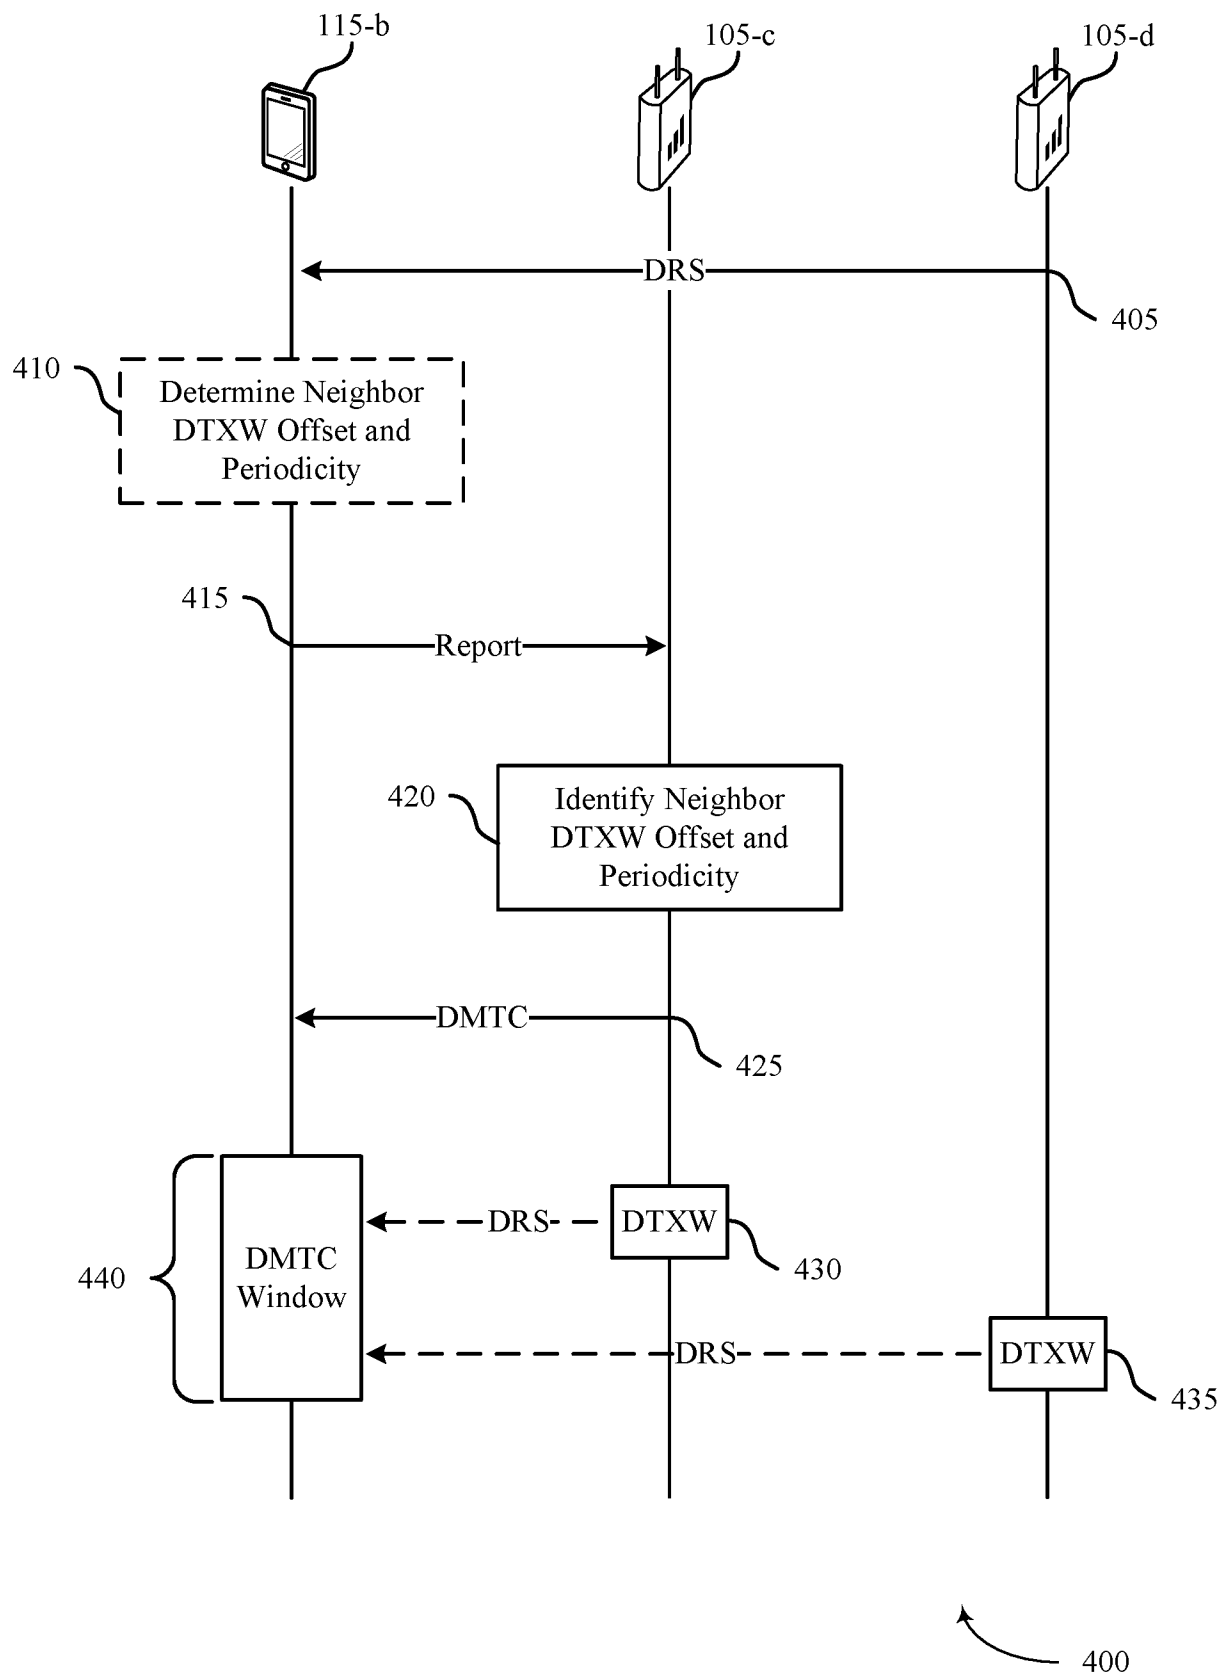 115-b
105-c
105-d
DRS
405
410
Determine Neighbor
DTXW Offset and
Periodicity
415
Report
420
Identify Neighbor
DTXW Offset and
Periodicity
DMTC
425
DRS
DTXW
430
440
DMTC
Window
DRS
DTXW
435
400